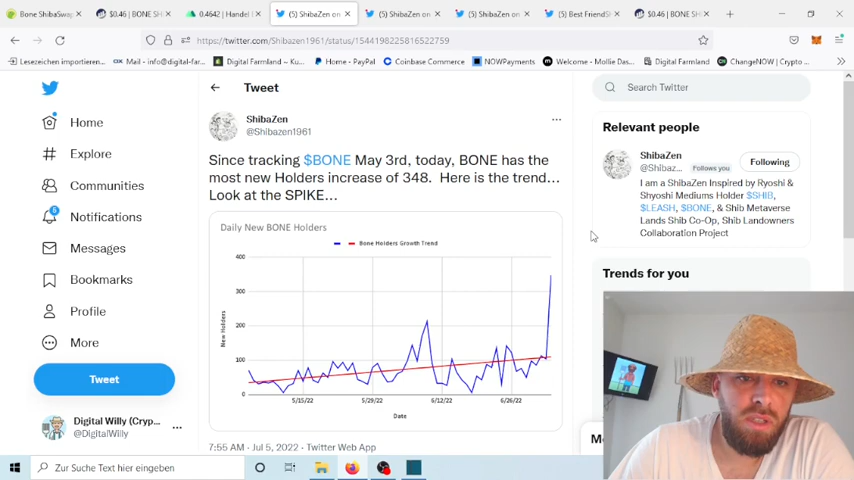 Bone ShibaSwap
$0.46 | BONE SH
0.4642 | Handel
(5) ShibaZen on
(5) ShibaZen on
(5) ShibaZen on
(5) Best FriendSh
$0.46 | BONE SH
https://twitter.com/Shibazen1961/status/1544198225816522759
Lesezeichen importieren...
Mail - info@digital-far...
Digital Farmland ~ Ku...
Home - PayPal
Coinbase Commerce
NOWPayments
Welcome - Mollie Das...
Digital Farmland
ChangeNOW | Crypto ...
Home
Explore
Communities
6
Notifications
Messages
Bookmarks
Profile
More
Tweet
Digital Willy (Cryp...
@DigitalWilly
Tweet
ShibaZen
@Shibazen1961
Since tracking $BONE May 3rd, today, BONE has the
most new Holders increase of 348. Here is the trend...
Look at the SPIKE...
Daily New BONE Holders
Bone Holders Growth Trend
400
300
200
100
0
New Holders
5/15/22
5/29/22
6/12/22
6/26/22
Date
7:55 AM · Jul 5, 2022 · Twitter Web App
Search Twitter
Relevant people
ShibaZen
@Shibaz... Follows you
Following
I am a ShibaZen Inspired by Ryoshi &
Shyoshi Mediums Holder $SHIB,
$LEASH, $BONE, & Shib Metaverse
Lands Shib Co-Op, Shib Landowners
Collaboration Project
Trends for you
Zur Suche Text hier eingeben